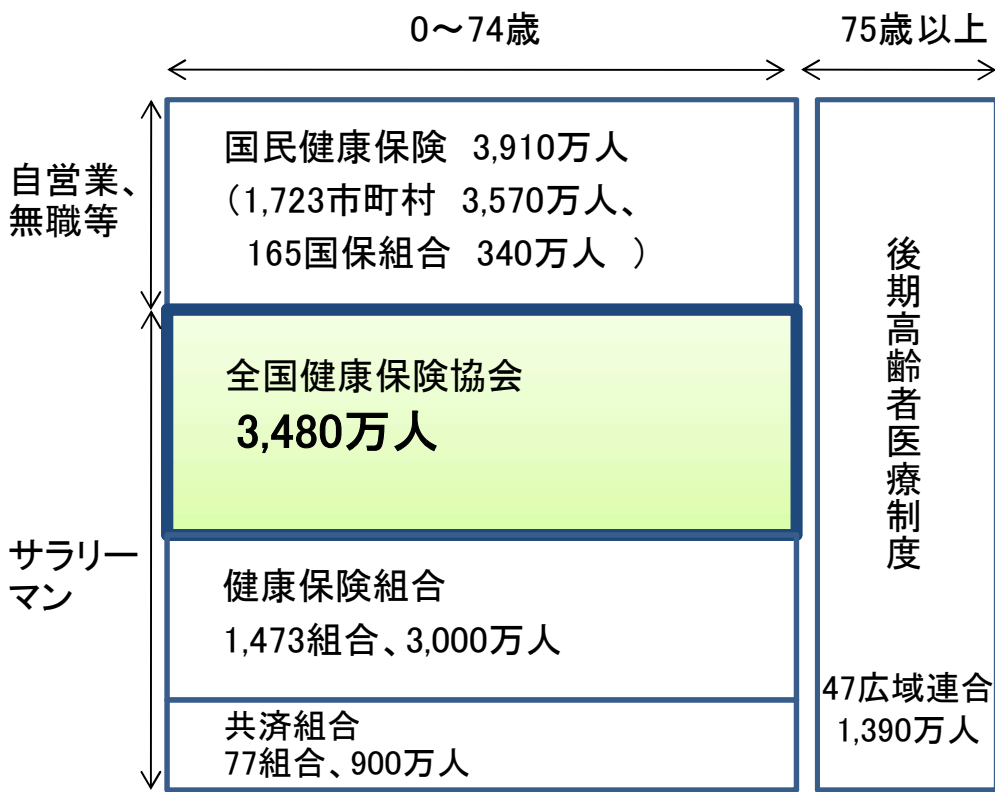 0～74歳
75歳以上
自営業、
無職等
国民健康保険 3,910万人
（1,723市町村 3,570万人、
165国保組合 340万人 ）
全国健康保険協会
3,480万人
サラリー
マン
健康保険組合
1,473組合、3,000万人
共済組合
77組合、900万人
後期高齢者医療制度
47広域連合
1,390万人